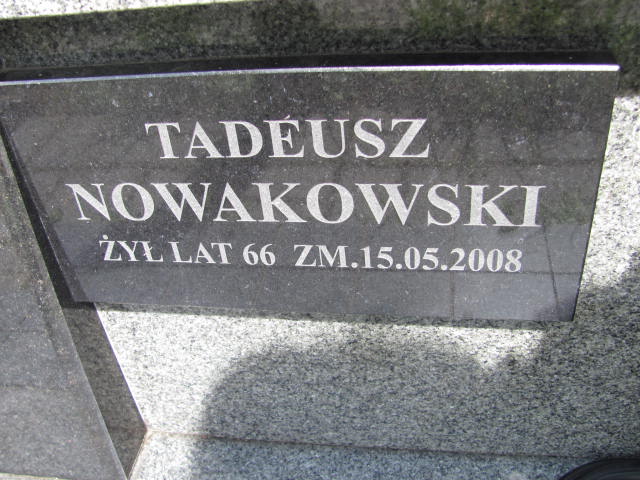 TADEUSZ
NOWAKOWSKI
ŻYŁ LAT 66 ZM.15.05.2008